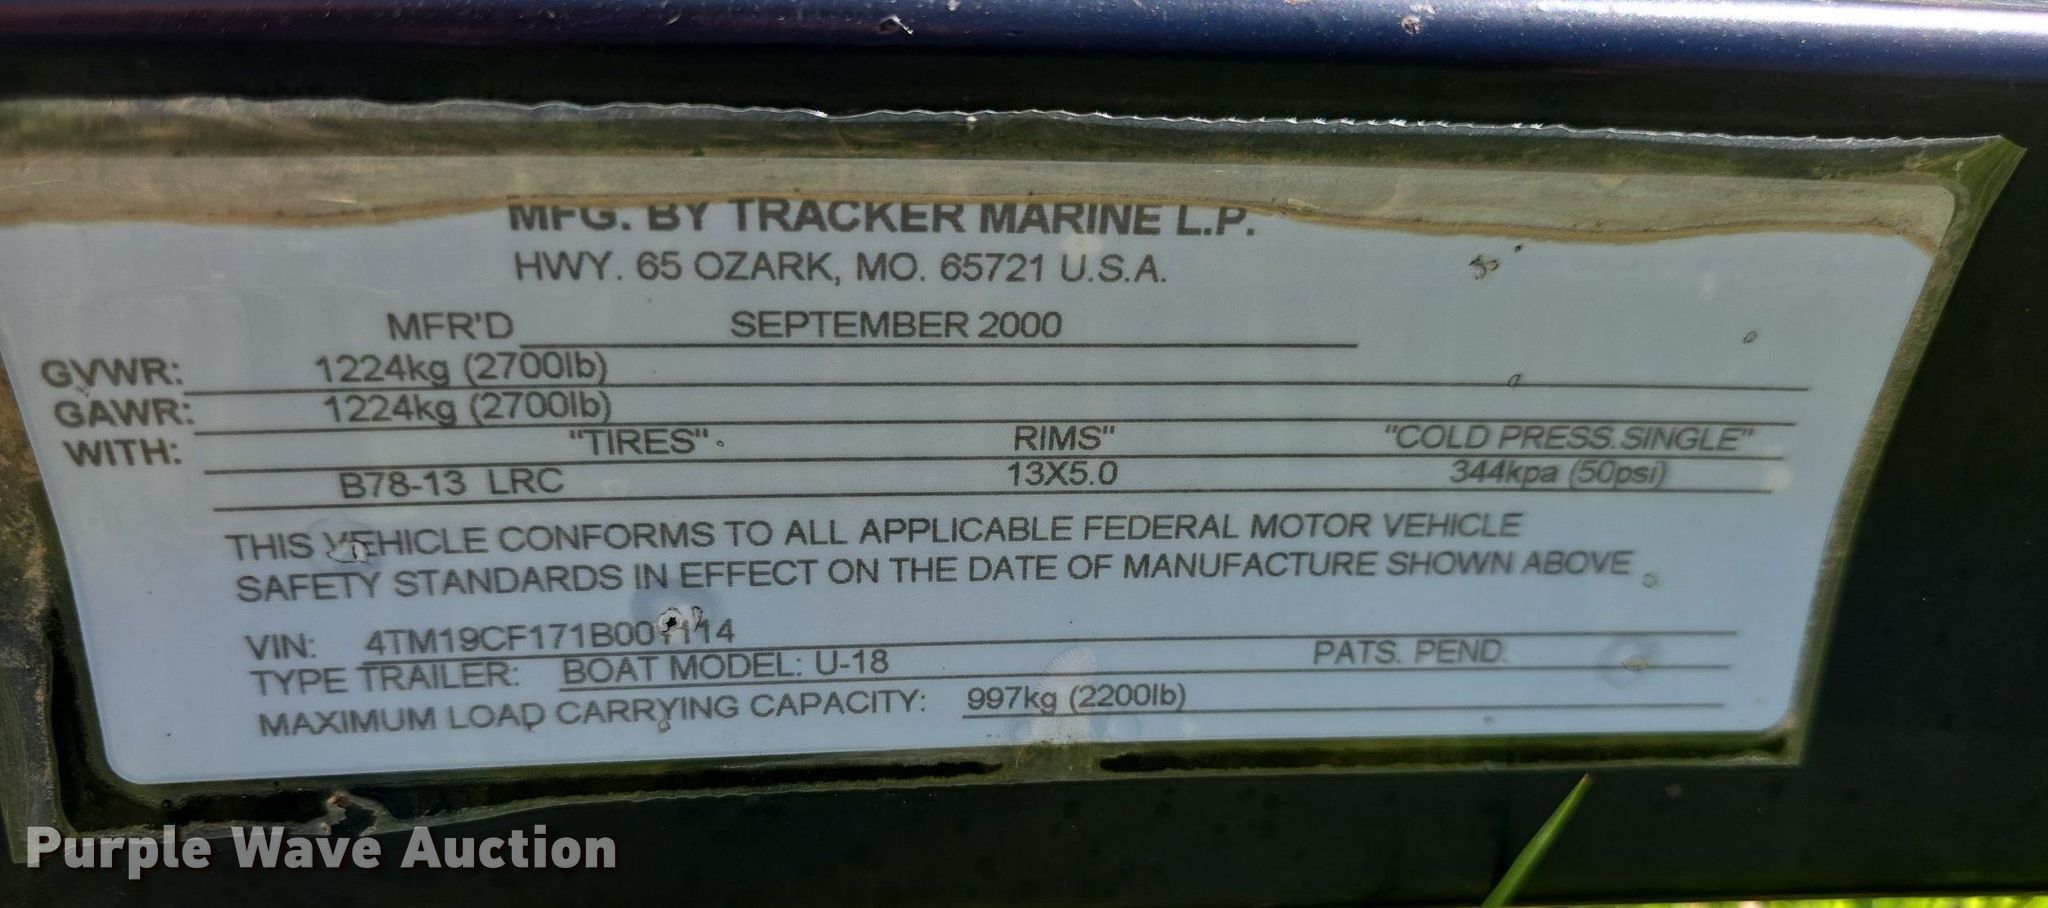 MFG. BY TRACKER MARINE L.P.
HWY. 65 OZARK, MO. 65721 U.S.A.
MFR'D SEPTEMBER 2000
GVWR: 1224kg (2700lb)
GAWR: 1224kg (2700lb)
WITH: "TIRES" RIMS" "COLD PRESS.SINGLE"
B78-13 LRC 13X5.0 344kpa (50psi)
THIS VEHICLE CONFORMS TO ALL APPLICABLE FEDERAL MOTOR VEHICLE
SAFETY STANDARDS IN EFFECT ON THE DATE OF MANUFACTURE SHOWN ABOVE
VIN: 4TM19CF171B001114
TYPE TRAILER: BOAT MODEL: U-18 PATS. PEND.
MAXIMUM LOAD CARRYING CAPACITY: 997kg (2200lb)
Purple Wave Auction